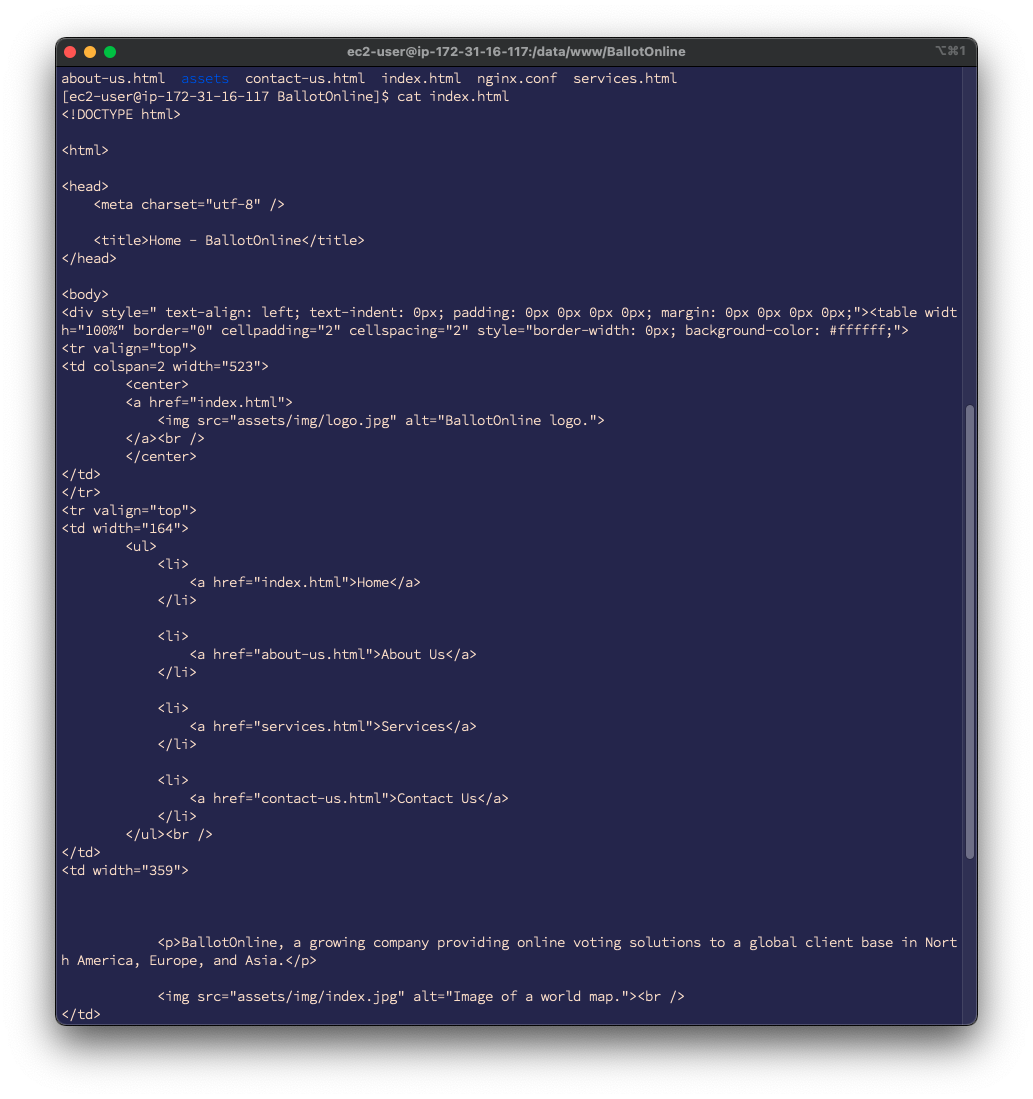 ec2-user@ip-172-31-16-117:/data/www/BallotOnline ⌥⌘1
about-us.html  assets  contact-us.html  index.html  nginx.conf  services.html
[ec2-user@ip-172-31-16-117 BallotOnline]$ cat index.html
<!DOCTYPE html>
<html>
<head>
    <meta charset="utf-8" />
    <title>Home - BallotOnline</title>
</head>
<body>
<div style=" text-align: left; text-indent: 0px; padding: 0px 0px 0px 0px; margin: 0px 0px 0px 0px;"><table widt
h="100%" border="0" cellpadding="2" cellspacing="2" style="border-width: 0px; background-color: #ffffff;">
<tr valign="top">
<td colspan=2 width="523">
        <center>
        <a href="index.html">
            <img src="assets/img/logo.jpg" alt="BallotOnline logo.">
        </a><br />
        </center>
</td>
</tr>
<tr valign="top">
<td width="164">
        <ul>
            <li>
                <a href="index.html">Home</a>
            </li>
            <li>
                <a href="about-us.html">About Us</a>
            </li>
            <li>
                <a href="services.html">Services</a>
            </li>
            <li>
                <a href="contact-us.html">Contact Us</a>
            </li>
        </ul><br />
</td>
<td width="359">
            <p>BallotOnline, a growing company providing online voting solutions to a global client base in Nort
h America, Europe, and Asia.</p>
            <img src="assets/img/index.jpg" alt="Image of a world map."><br />
</td>